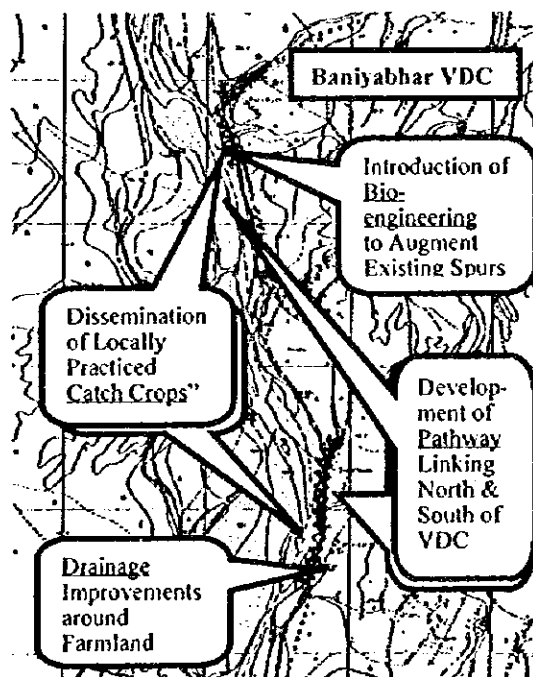 Baniyabhar VDC
Introduction of
Bio-
engineering
to Augment
Existing Spurs
Dissemination
of Locally
Practiced
Catch Crops"
Develop-
ment of
Pathway
Linking
North &
South of
VDC
Drainage
Improvements
around
Farmland